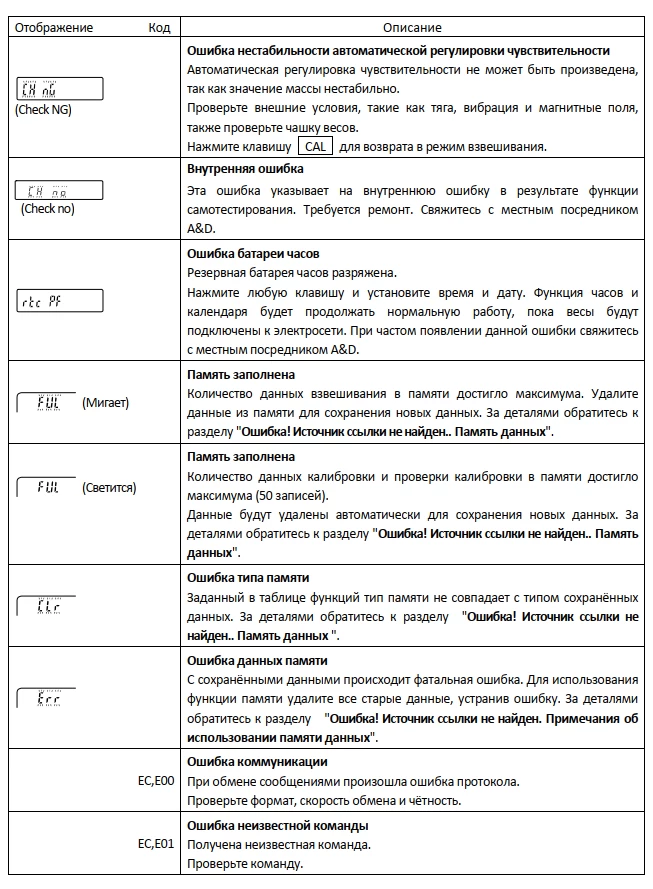 Отображение Код Описание
CH nG
(Check NG)
Ошибка нестабильности автоматической регулировки чувствительности
Автоматическая регулировка чувствительности не может быть произведена,
так как значение массы нестабильно.
Проверьте внешние условия, такие как тяга, вибрация и магнитные поля,
также проверьте чашку весов.
Нажмите клавишу CAL для возврата в режим взвешивания.
CH no
(Check no)
Внутренняя ошибка
Эта ошибка указывает на внутреннюю ошибку в результате функции
самотестирования. Требуется ремонт. Свяжитесь с местным посредником
A&D.
rtc PF
Ошибка батареи часов
Резервная батарея часов разряжена.
Нажмите любую клавишу и установите время и дату. Функция часов и
календаря будет продолжать нормальную работу, пока весы будут
подключены к электросети. При частом появлении данной ошибки свяжитесь
с местным посредником A&D.
FUL (Мигает)
Память заполнена
Количество данных взвешивания в памяти достигло максимума. Удалите
данные из памяти для сохранения новых данных. За деталями обратитесь к
разделу "Ошибка! Источник ссылки не найден.. Память данных".
FUL (Светится)
Память заполнена
Количество данных калибровки и проверки калибровки в памяти достигло
максимума (50 записей).
Данные будут удалены автоматически для сохранения новых данных. За
деталями обратитесь к разделу "Ошибка! Источник ссылки не найден.. Память
данных".
CLr
Ошибка типа памяти
Заданный в таблице функций тип памяти не совпадает с типом сохранённых
данных. За деталями обратитесь к разделу "Ошибка! Источник ссылки не
найден.. Память данных ".
Err
Ошибка данных памяти
С сохранёнными данными происходит фатальная ошибка. Для использования
функции памяти удалите все старые данные, устранив ошибку. За деталями
обратитесь к разделу "Ошибка! Источник ссылки не найден. Примечания об
использовании памяти данных".
EC,E00
Ошибка коммуникации
При обмене сообщениями произошла ошибка протокола.
Проверьте формат, скорость обмена и чётность.
EC,E01
Ошибка неизвестной команды
Получена неизвестная команда.
Проверьте команду.